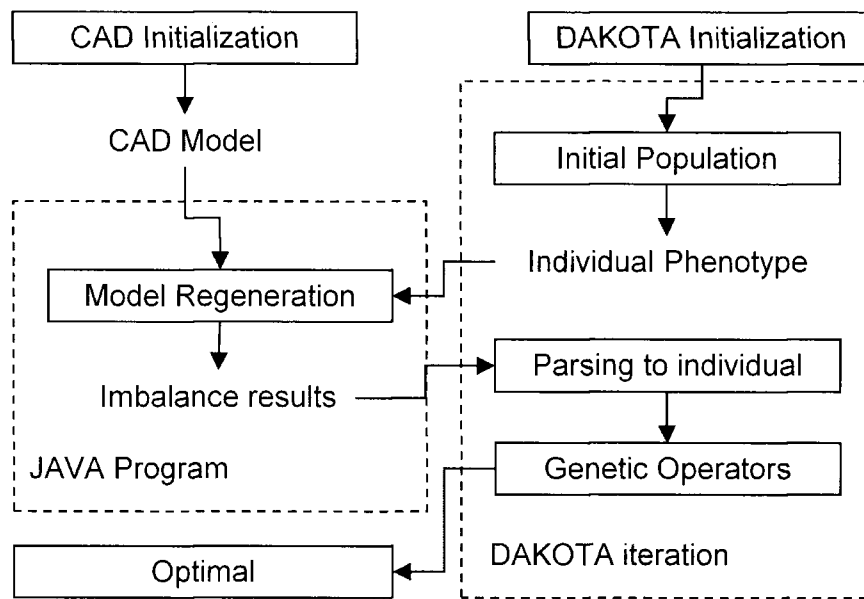 CAD Initialization
DAKOTA Initialization
CAD Model
Initial Population
Individual Phenotype
Model Regeneration
Parsing to individual
Imbalance results
JAVA Program
Genetic Operators
DAKOTA iteration
Optimal